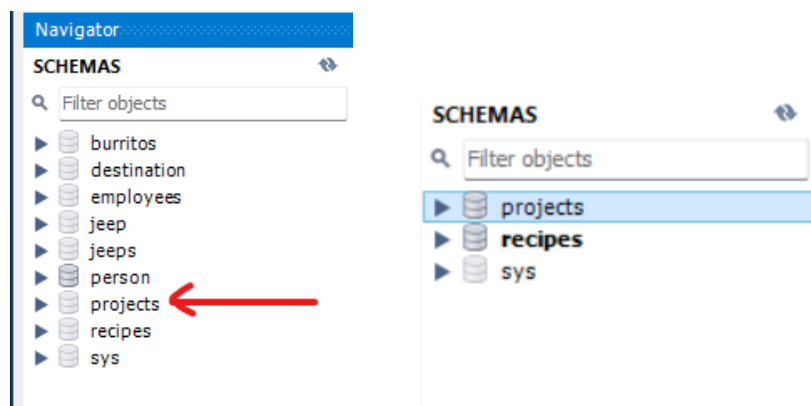 Navigator
SCHEMAS
Filter objects
burritos
destination
employees
jeep
jeeps
person
projects
recipes
sys
SCHEMAS
Filter objects
projects
recipes
sys